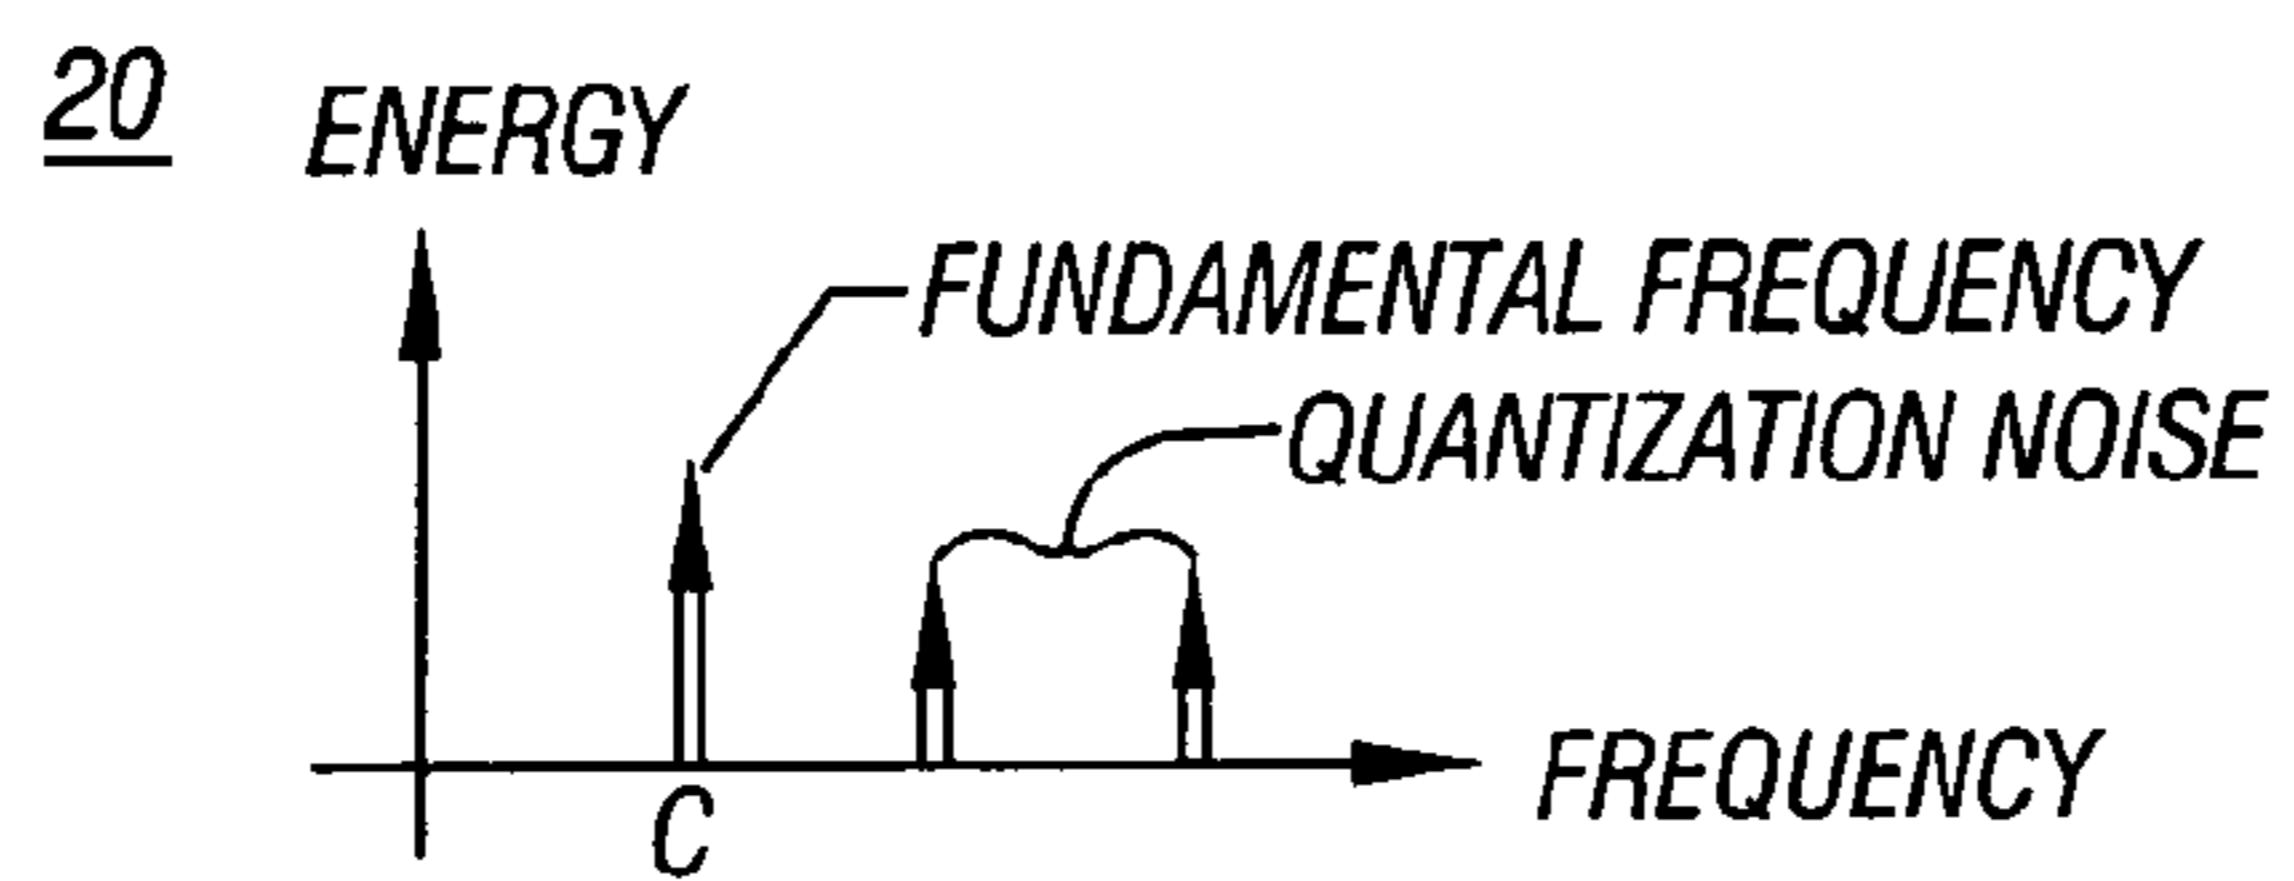 20
ENERGY
FUNDAMENTAL FREQUENCY
QUANTIZATION NOISE
FREQUENCY
C